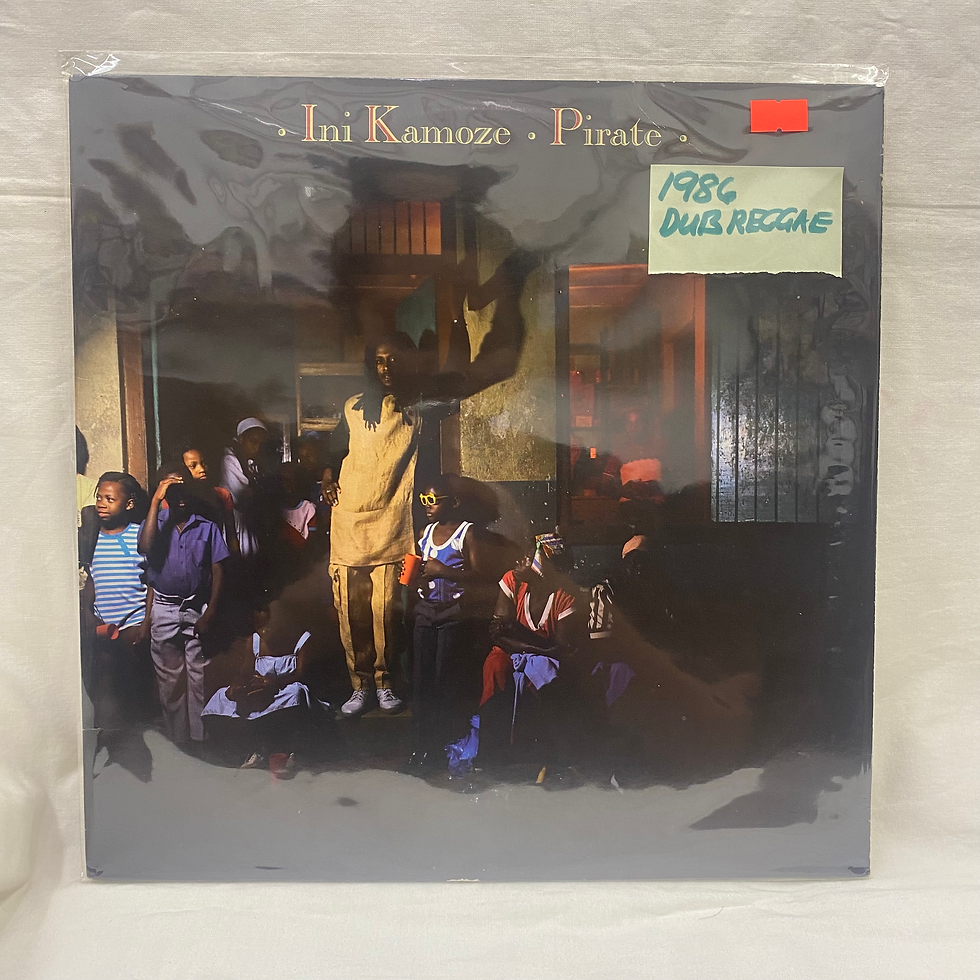 · Ini Kamoze · Pirate ·
1986
DUB REGGAE